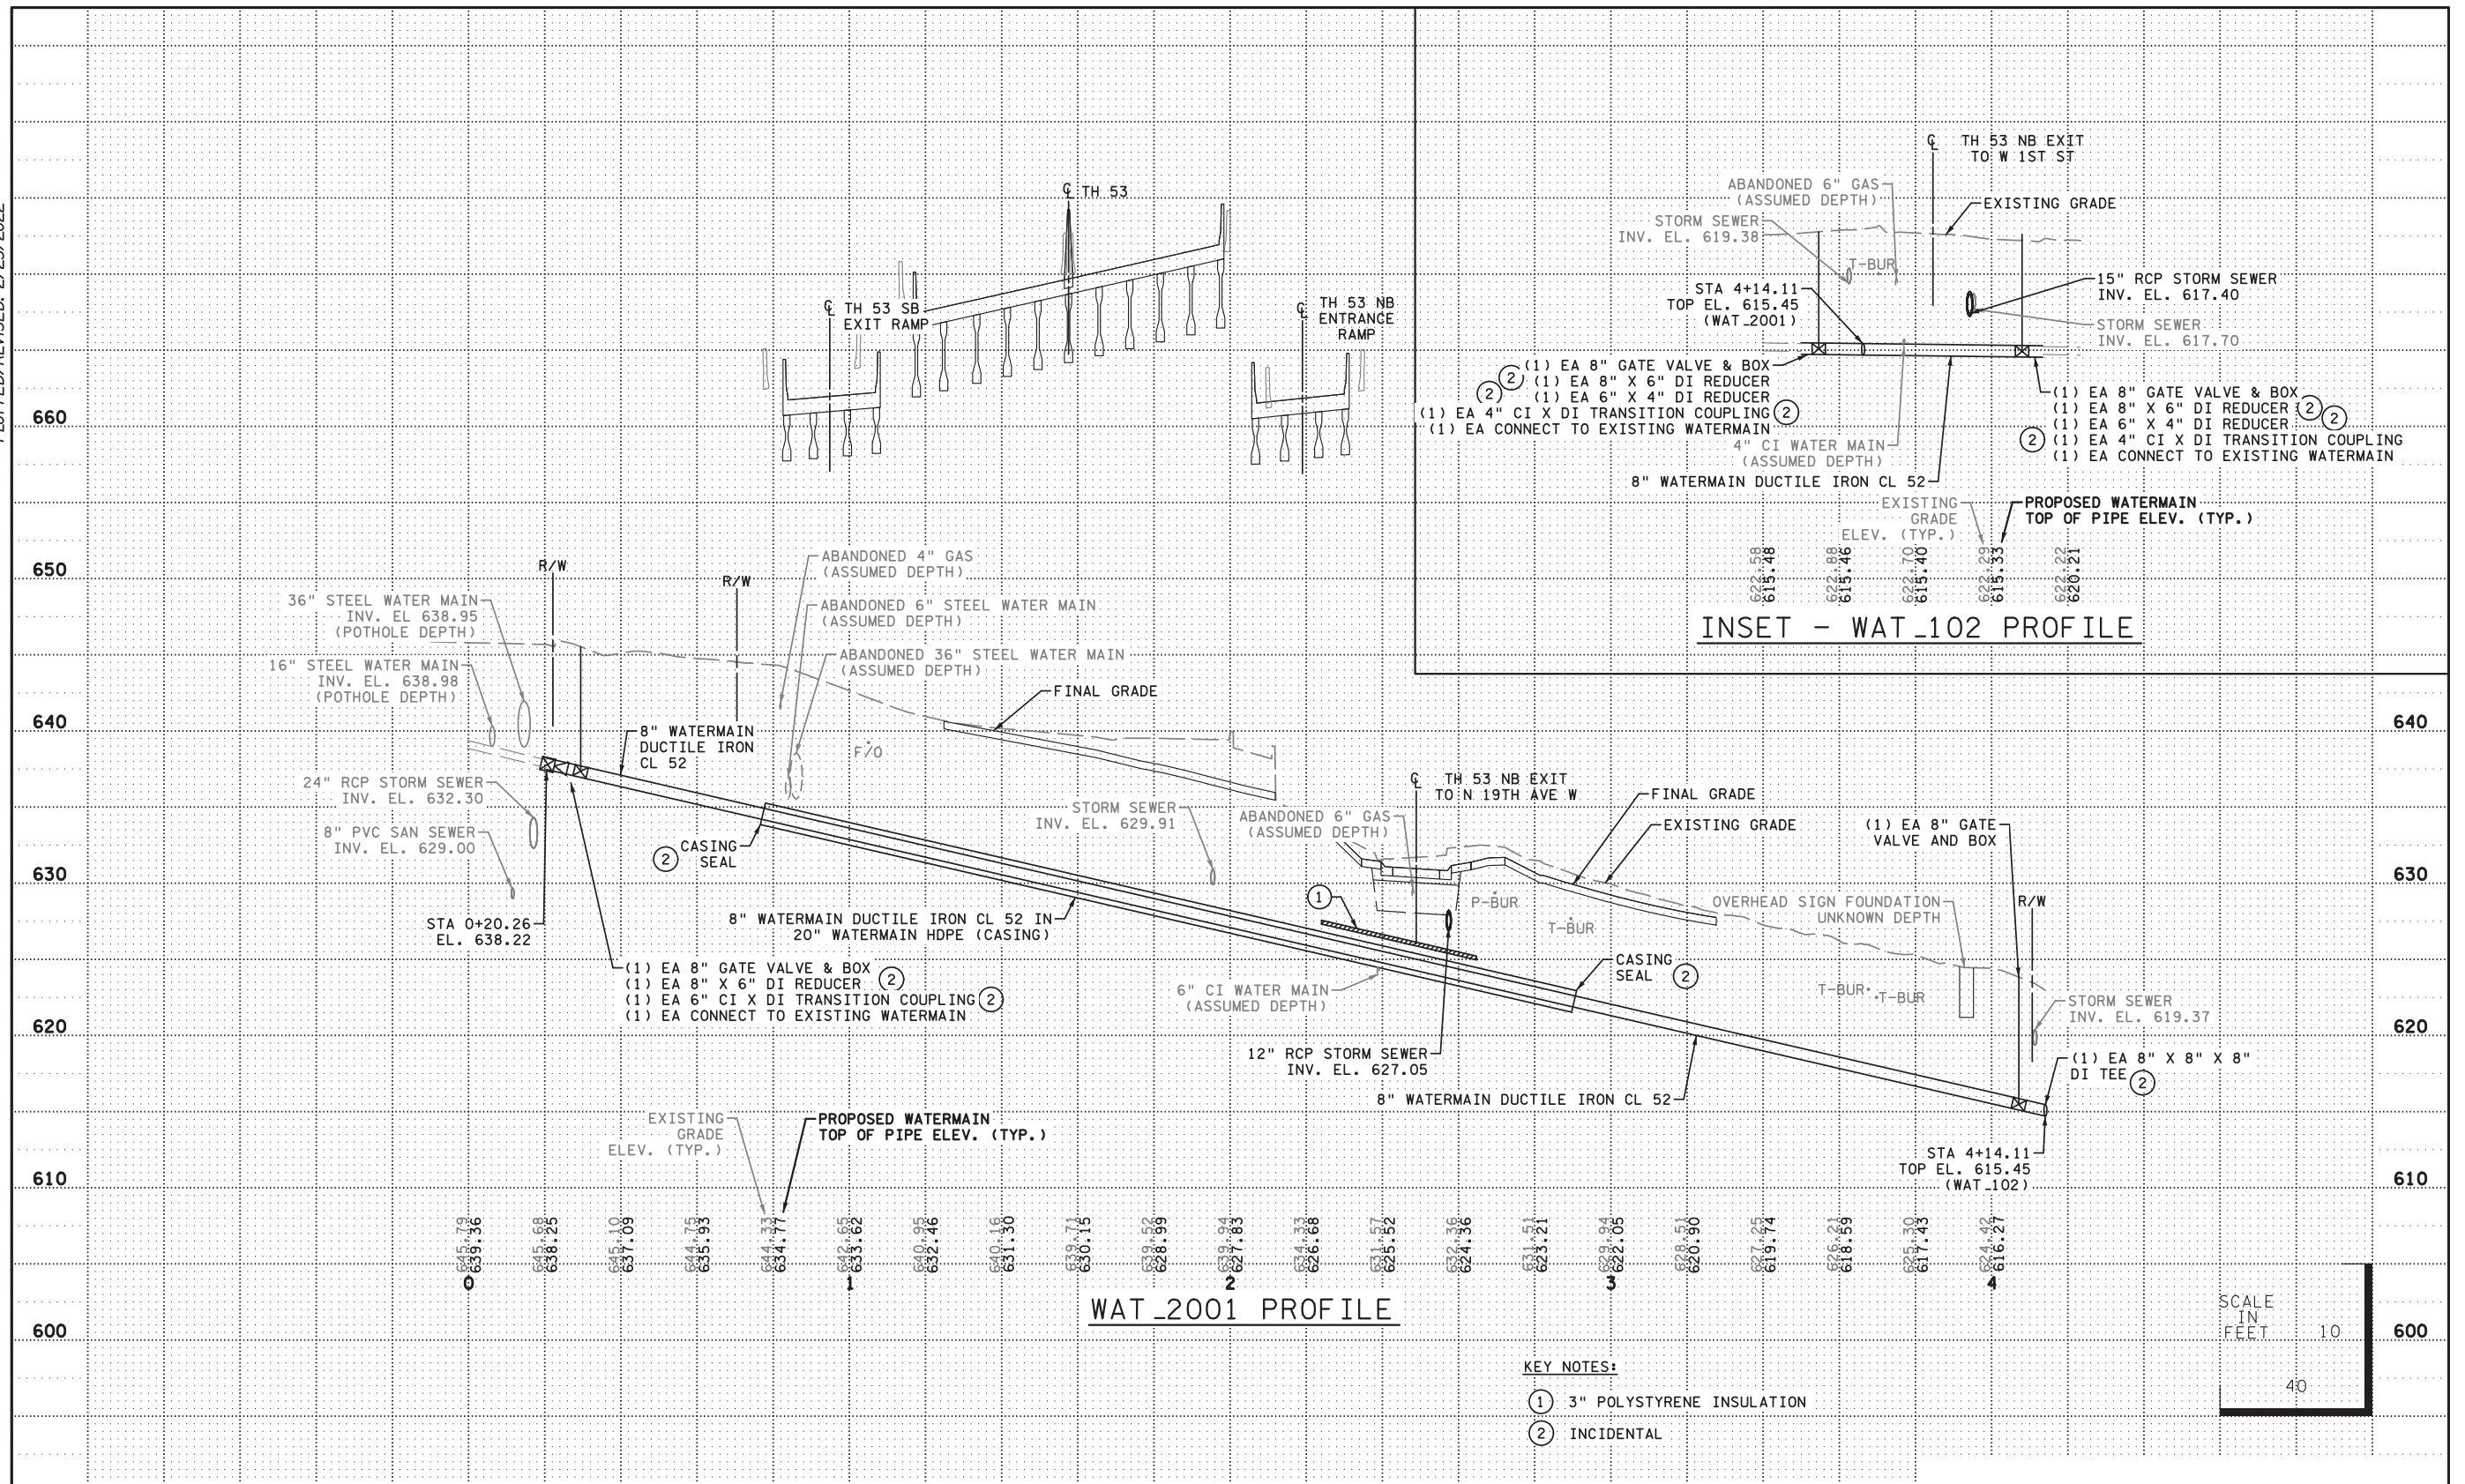 TH 53
TH 53 SB
EXIT RAMP
TH 53 NB
ENTRANCE
RAMP
TH 53 NB EXIT
TO W 1ST ST
ABANDONED 6" GAS
(ASSUMED DEPTH)
EXISTING GRADE
STORM SEWER
INV. EL. 619.38
T-BUR
STA 4+14.11
TOP EL. 615.45
(WAT_2001)
15" RCP STORM SEWER
INV. EL. 617.40
STORM SEWER
INV. EL. 617.70
(1) EA 8" GATE VALVE & BOX
2 (1) EA 8" X 6" DI REDUCER
2 (1) EA 6" X 4" DI REDUCER
(1) EA 4" CI X DI TRANSITION COUPLING 2
(1) EA CONNECT TO EXISTING WATERMAIN
(1) EA 8" GATE VALVE & BOX
(1) EA 8" X 6" DI REDUCER 2
(1) EA 6" X 4" DI REDUCER 2
2 (1) EA 4" CI X DI TRANSITION COUPLING
(1) EA CONNECT TO EXISTING WATERMAIN
4" CI WATER MAIN
(ASSUMED DEPTH)
8" WATERMAIN DUCTILE IRON CL 52
EXISTING
GRADE
ELEV. (TYP.)
PROPOSED WATERMAIN
TOP OF PIPE ELEV. (TYP.)
622.58
615.48
622.88
615.46
622.70
615.40
622.29
615.33
622.22
620.21
INSET - WAT_102 PROFILE
660
650
640
630
620
610
600
640
630
620
610
600
R/W
R/W
36" STEEL WATER MAIN
INV. EL 638.95
(POTHOLE DEPTH)
16" STEEL WATER MAIN
INV. EL. 638.98
(POTHOLE DEPTH)
ABANDONED 4" GAS
(ASSUMED DEPTH)
ABANDONED 6" STEEL WATER MAIN
(ASSUMED DEPTH)
ABANDONED 36" STEEL WATER MAIN
(ASSUMED DEPTH)
FINAL GRADE
8" WATERMAIN
DUCTILE IRON
CL 52
F/O
24" RCP STORM SEWER
INV. EL. 632.30
8" PVC SAN SEWER
INV. EL. 629.00
2 CASING
SEAL
STORM SEWER
INV. EL. 629.91
TH 53 NB EXIT
TO N 19TH AVE W
ABANDONED 6" GAS
(ASSUMED DEPTH)
FINAL GRADE
EXISTING GRADE
(1) EA 8" GATE
VALVE AND BOX
1
P-BUR
T-BUR
OVERHEAD SIGN FOUNDATION
UNKNOWN DEPTH
R/W
STA 0+20.26
EL. 638.22
8" WATERMAIN DUCTILE IRON CL 52 IN
20" WATERMAIN HDPE (CASING)
(1) EA 8" GATE VALVE & BOX
(1) EA 8" X 6" DI REDUCER 2
(1) EA 6" CI X DI TRANSITION COUPLING 2
(1) EA CONNECT TO EXISTING WATERMAIN
CASING
SEAL 2
6" CI WATER MAIN
(ASSUMED DEPTH)
T-BUR
T-BUR
STORM SEWER
INV. EL. 619.37
12" RCP STORM SEWER
INV. EL. 627.05
(1) EA 8" X 8" X 8"
DI TEE 2
8" WATERMAIN DUCTILE IRON CL 52
STA 4+14.11
TOP EL. 615.45
(WAT_102)
EXISTING
GRADE
ELEV. (TYP.)
PROPOSED WATERMAIN
TOP OF PIPE ELEV. (TYP.)
645.79
639.36
645.68
638.25
645.10
637.09
644.75
635.93
644.33
634.77
642.65
633.62
640.95
632.46
640.16
631.30
639.71
630.15
639.52
628.99
639.94
627.83
634.33
626.68
631.57
625.52
632.36
624.36
631.51
623.21
629.94
622.05
628.51
620.90
627.25
619.74
626.21
618.59
625.30
617.43
624.42
616.27
0 1 2 3 4
WAT_2001 PROFILE
SCALE
IN
FEET 10
40
KEY NOTES:
1 3" POLYSTYRENE INSULATION
2 INCIDENTAL